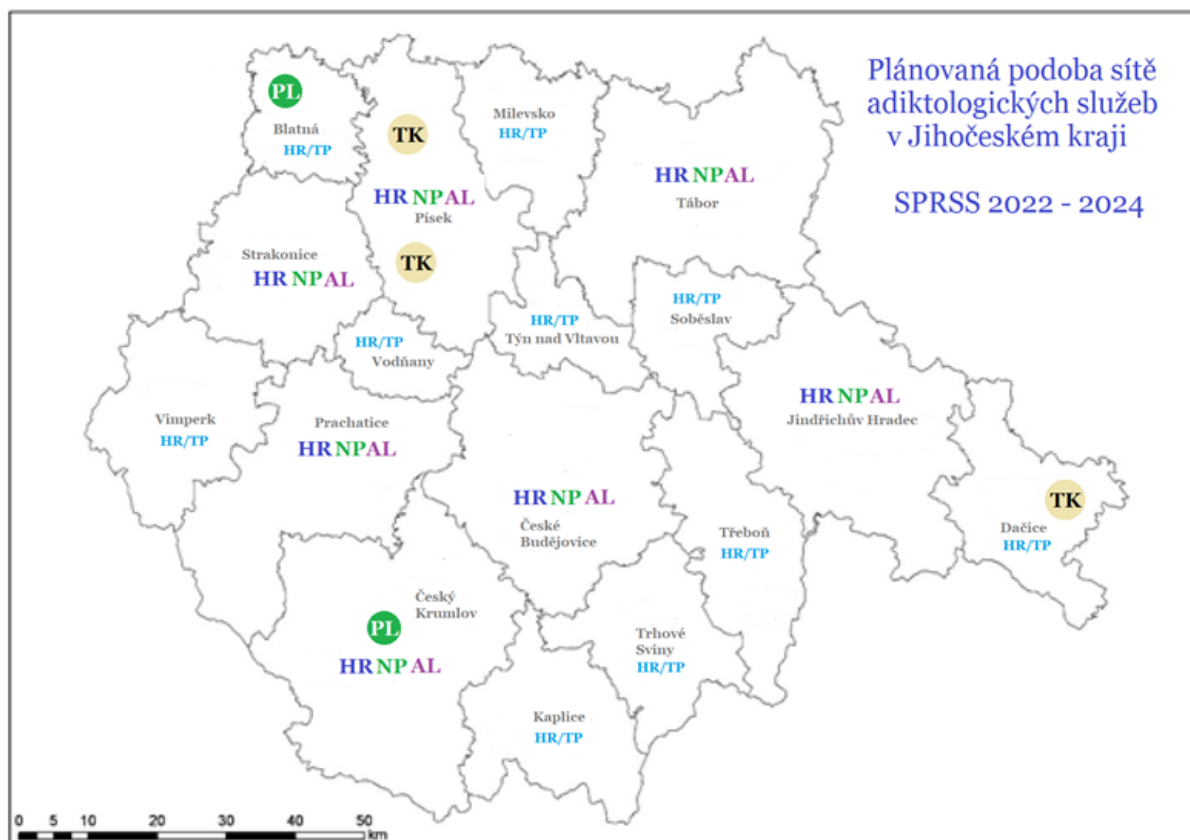 Plánovaná podoba sítě
adiktologických služeb
v Jihočeském kraji
SPRSS 2022 - 2024
PL
Blatná
HR/TP
TK
HR NP AL
Písek
TK
Milevsko
HR/TP
HR NP AL
Tábor
Strakonice
HR NP AL
HR/TP
Vodňany
HR/TP
Týn nad Vltavou
HR/TP
Soběslav
Vimperk
HR/TP
Prachatice
HR NP AL
HR NP AL
Jindřichův Hradec
HR NP AL
České
Budějovice
Třeboň
HR/TP
TK
Dačice
HR/TP
Český
Krumlov
PL
HR NP AL
Trhové
Sviny
HR/TP
Kaplice
HR/TP
0 5 10 20 30 40 50
km